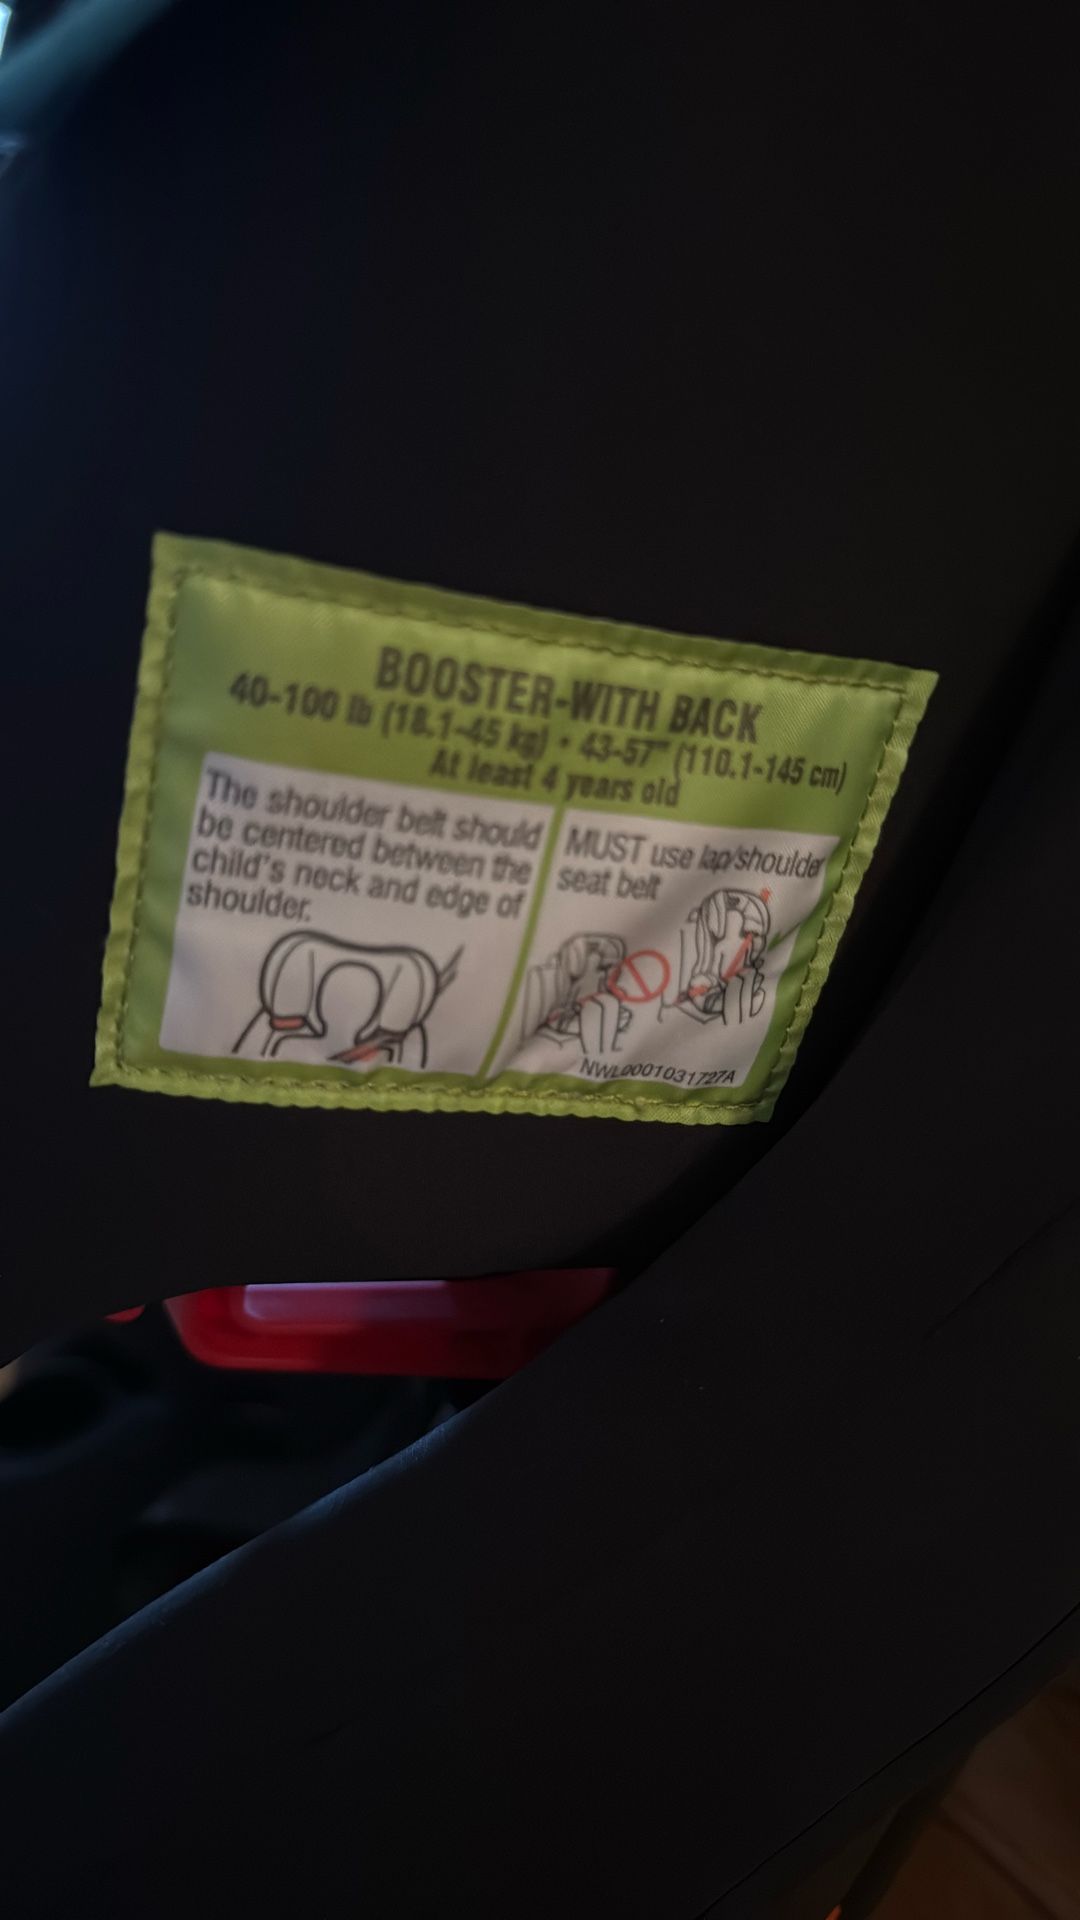 BOOSTER-WITH BACK
40-100 lb (18.1-45 kg) • 43-57" (110.1-145 cm)
At least 4 years old
The shoulder belt should
be centered between the
child's neck and edge of
shoulder.
MUST use lap/shoulder
seat belt
NWL0001031727A